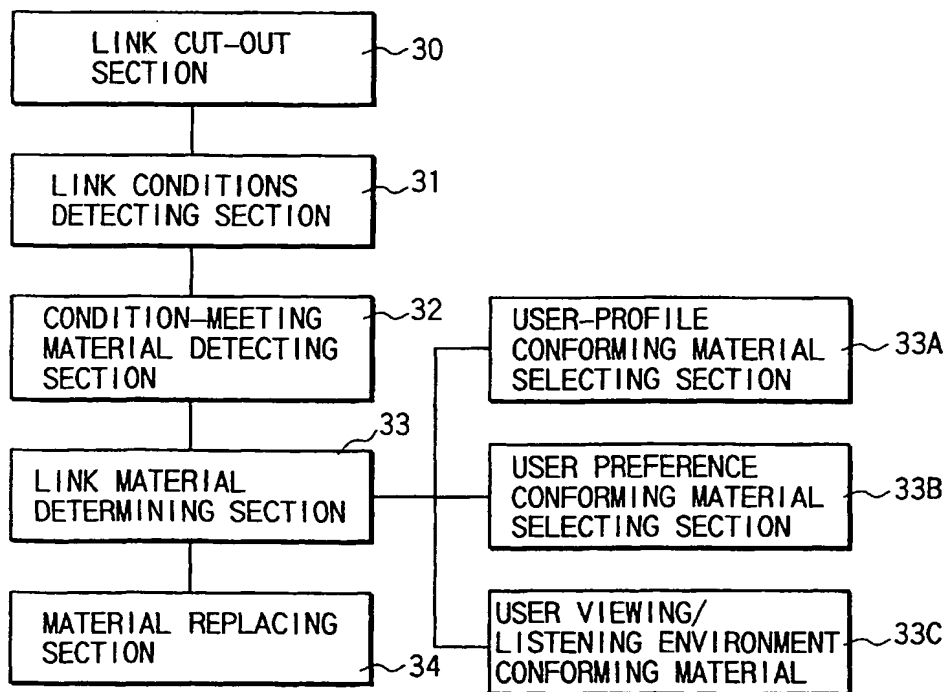 LINK CUT-OUT
SECTION
30
LINK CONDITIONS
DETECTING SECTION
31
CONDITION-MEETING
MATERIAL DETECTING
SECTION
32
LINK MATERIAL
DETERMINING SECTION
33
MATERIAL REPLACING
SECTION
34
USER-PROFILE
CONFORMING MATERIAL
SELECTING SECTION
33A
USER PREFERENCE
CONFORMING MATERIAL
SELECTING SECTION
33B
USER VIEWING/
LISTENING ENVIRONMENT
CONFORMING MATERIAL
33C